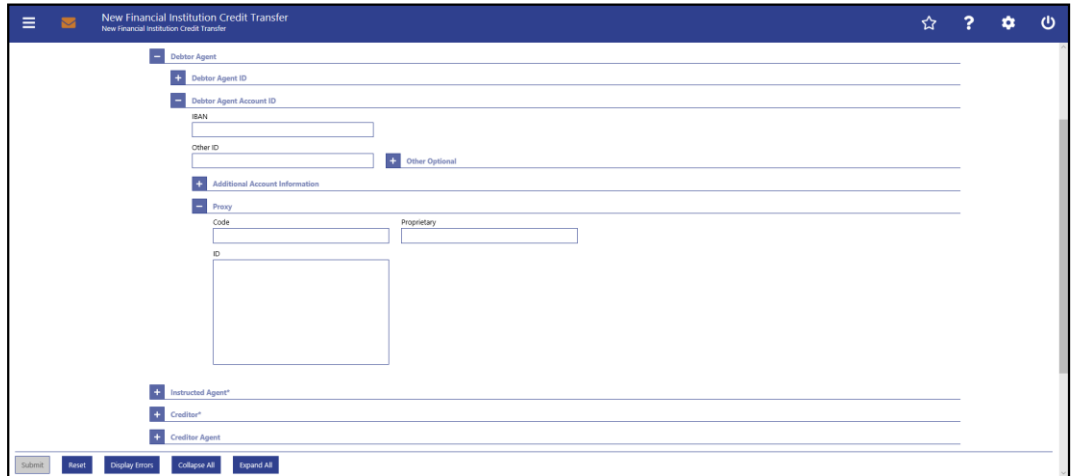 New Financial Institution Credit Transfer
New Financial Institution Credit Transfer
Debtor Agent
Debtor Agent ID
Debtor Agent Account ID
IBAN
Other ID
Other Optional
Additional Account Information
Proxy
Code Proprietary
ID
Instructed Agent*
Creditor*
Creditor Agent
Submit Reset Display Errors Collapse All Expand All